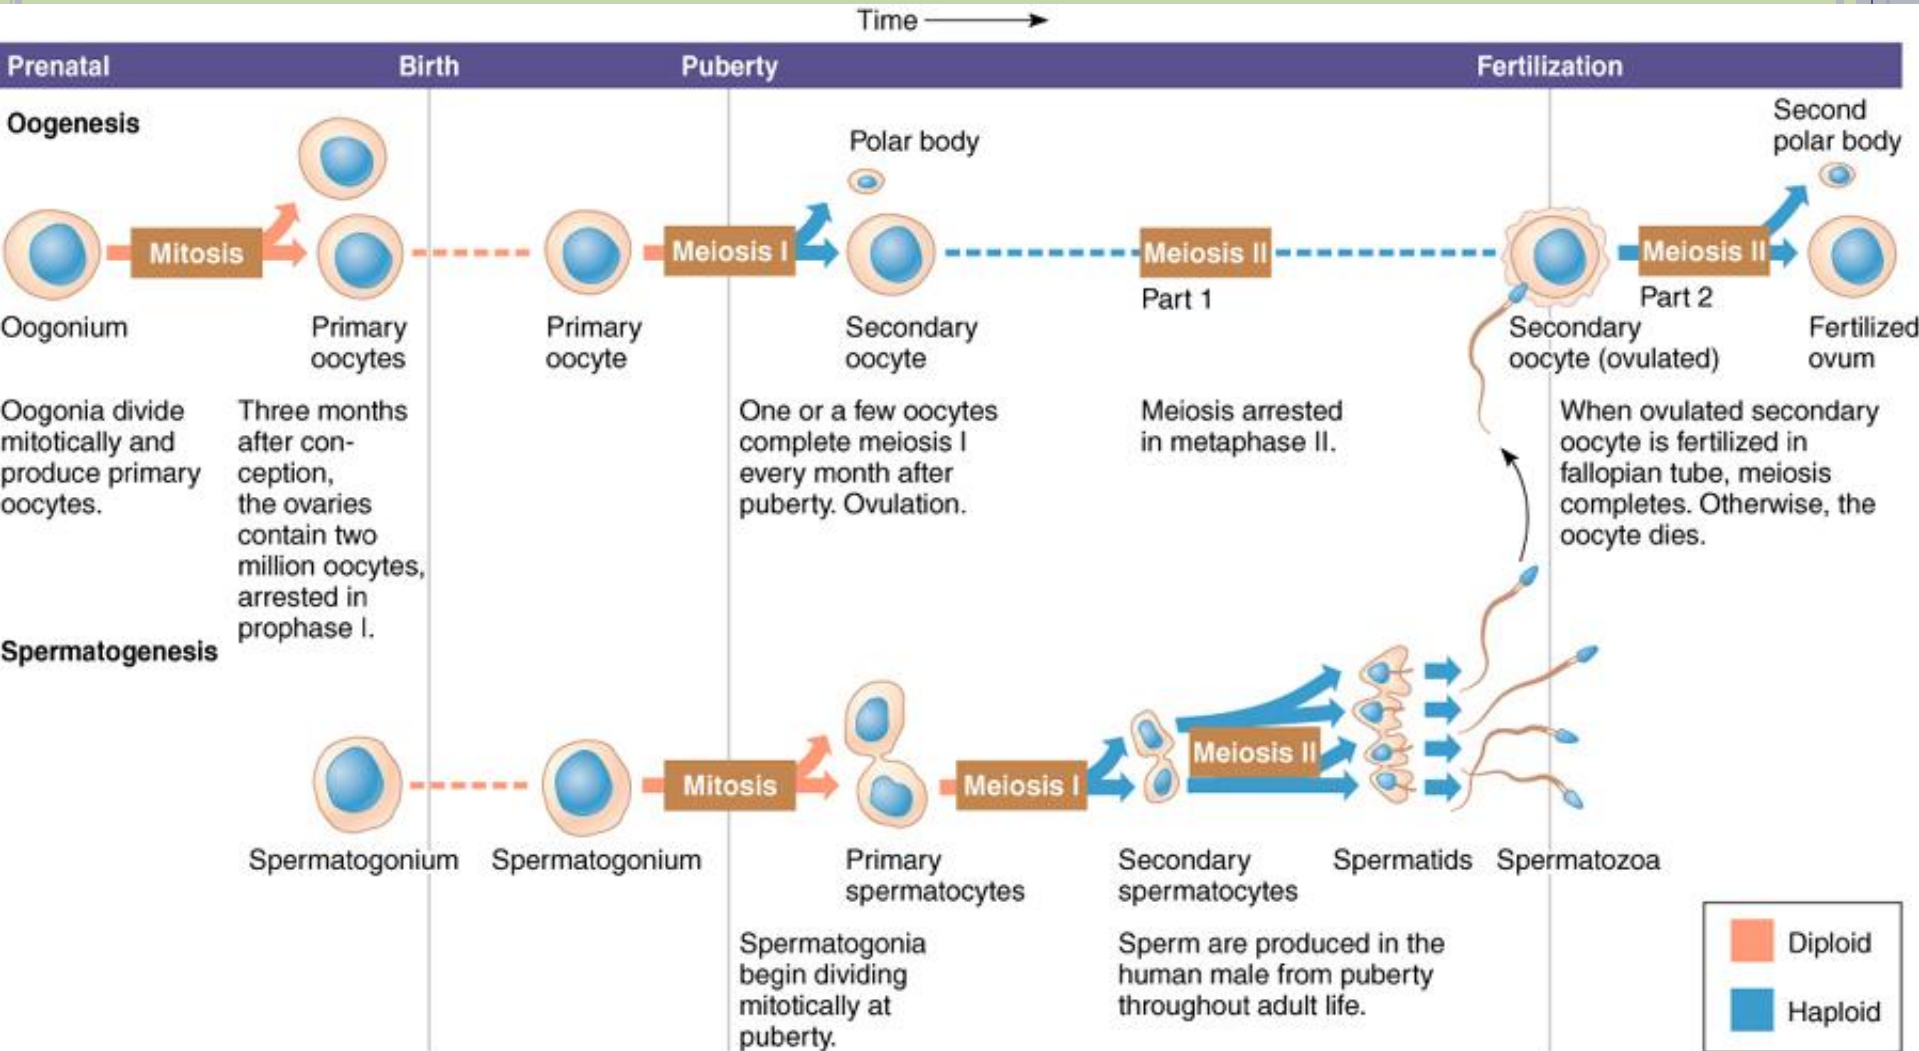 Time
Prenatal Birth Puberty Fertilization
Oogenesis
Polar body
Second
polar body
Mitosis
Meiosis I
Meiosis II
Part 1
Meiosis II
Part 2
Oogonium
Primary
oocytes
Primary
oocyte
Secondary
oocyte
Secondary
oocyte (ovulated)
Fertilized
ovum
Oogonia divide
mitotically and
produce primary
oocytes.
Three months
after con-
ception,
the ovaries
contain two
million oocytes,
arrested in
prophase I.
One or a few oocytes
complete meiosis I
every month after
puberty. Ovulation.
Meiosis arrested
in metaphase II.
When ovulated secondary
oocyte is fertilized in
fallopian tube, meiosis
completes. Otherwise, the
oocyte dies.
Spermatogenesis
Mitosis
Meiosis I
Meiosis II
Spermatogonium
Spermatogonium
Primary
spermatocytes
Secondary
spermatocytes
Spermatids
Spermatozoa
Spermatogonia
begin dividing
mitotically at
puberty.
Sperm are produced in the
human male from puberty
throughout adult life.
Diploid
Haploid